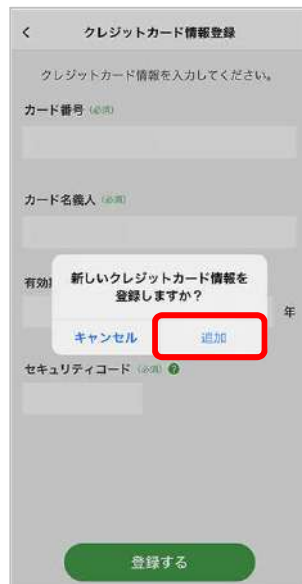 クレジットカード情報登録
クレジットカード情報を入力してください。
カード番号 (必須)
カード名義人 (必須)
有効期
新しいクレジットカード情報を
登録しますか？
年
キャンセル 追加
セキュリティコード (必須) ?
登録する